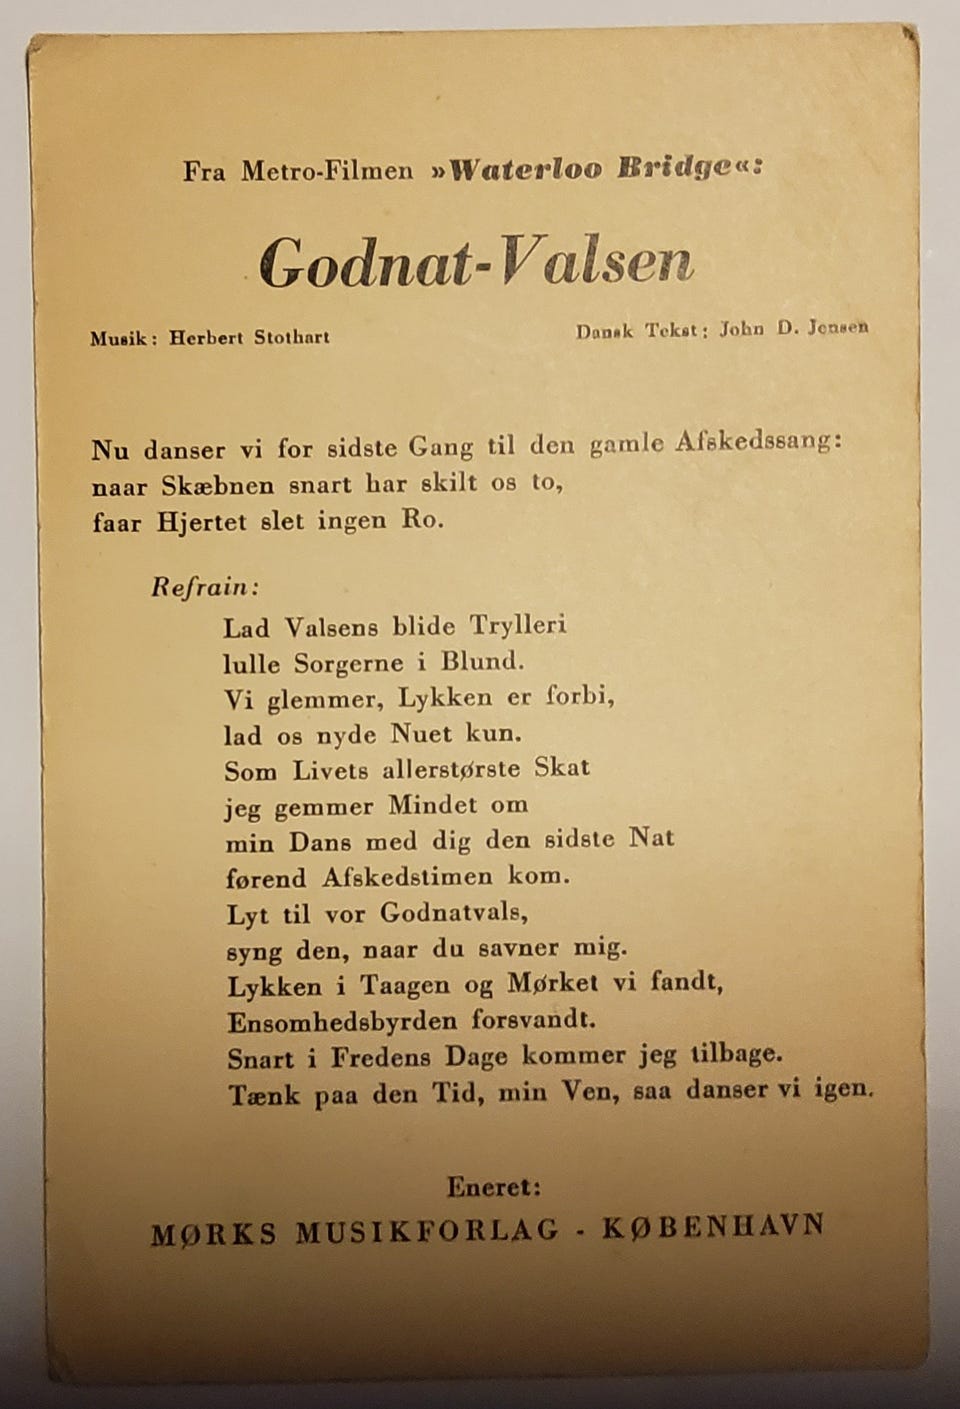 Fra Metro-Filmen »Waterloo Bridge«:
Godnat-Valsen
Musik: Herbert Stothart
Dansk Tekst: John D. Jensen
Nu danser vi for sidste Gang til den gamle Afskedssang:
naar Skæbnen snart har skilt os to,
faar Hjertet slet ingen Ro.
Refrain:
Lad Valsens blide Trylleri
lulle Sorgerne i Blund.
Vi glemmer, Lykken er forbi,
lad os nyde Nuet kun.
Som Livets allerstørste Skat
jeg gemmer Mindet om
min Dans med dig den sidste Nat
førend Afskedstimen kom.
Lyt til vor Godnatvals,
syng den, naar du savner mig.
Lykken i Taagen og Mørket vi fandt,
Ensomhedsbyrden forsvandt.
Snart i Fredens Dage kommer jeg tilbage.
Tænk paa den Tid, min Ven, saa danser vi igen.
Eneret:
MØRKS MUSIKFORLAG - KØBENHAVN